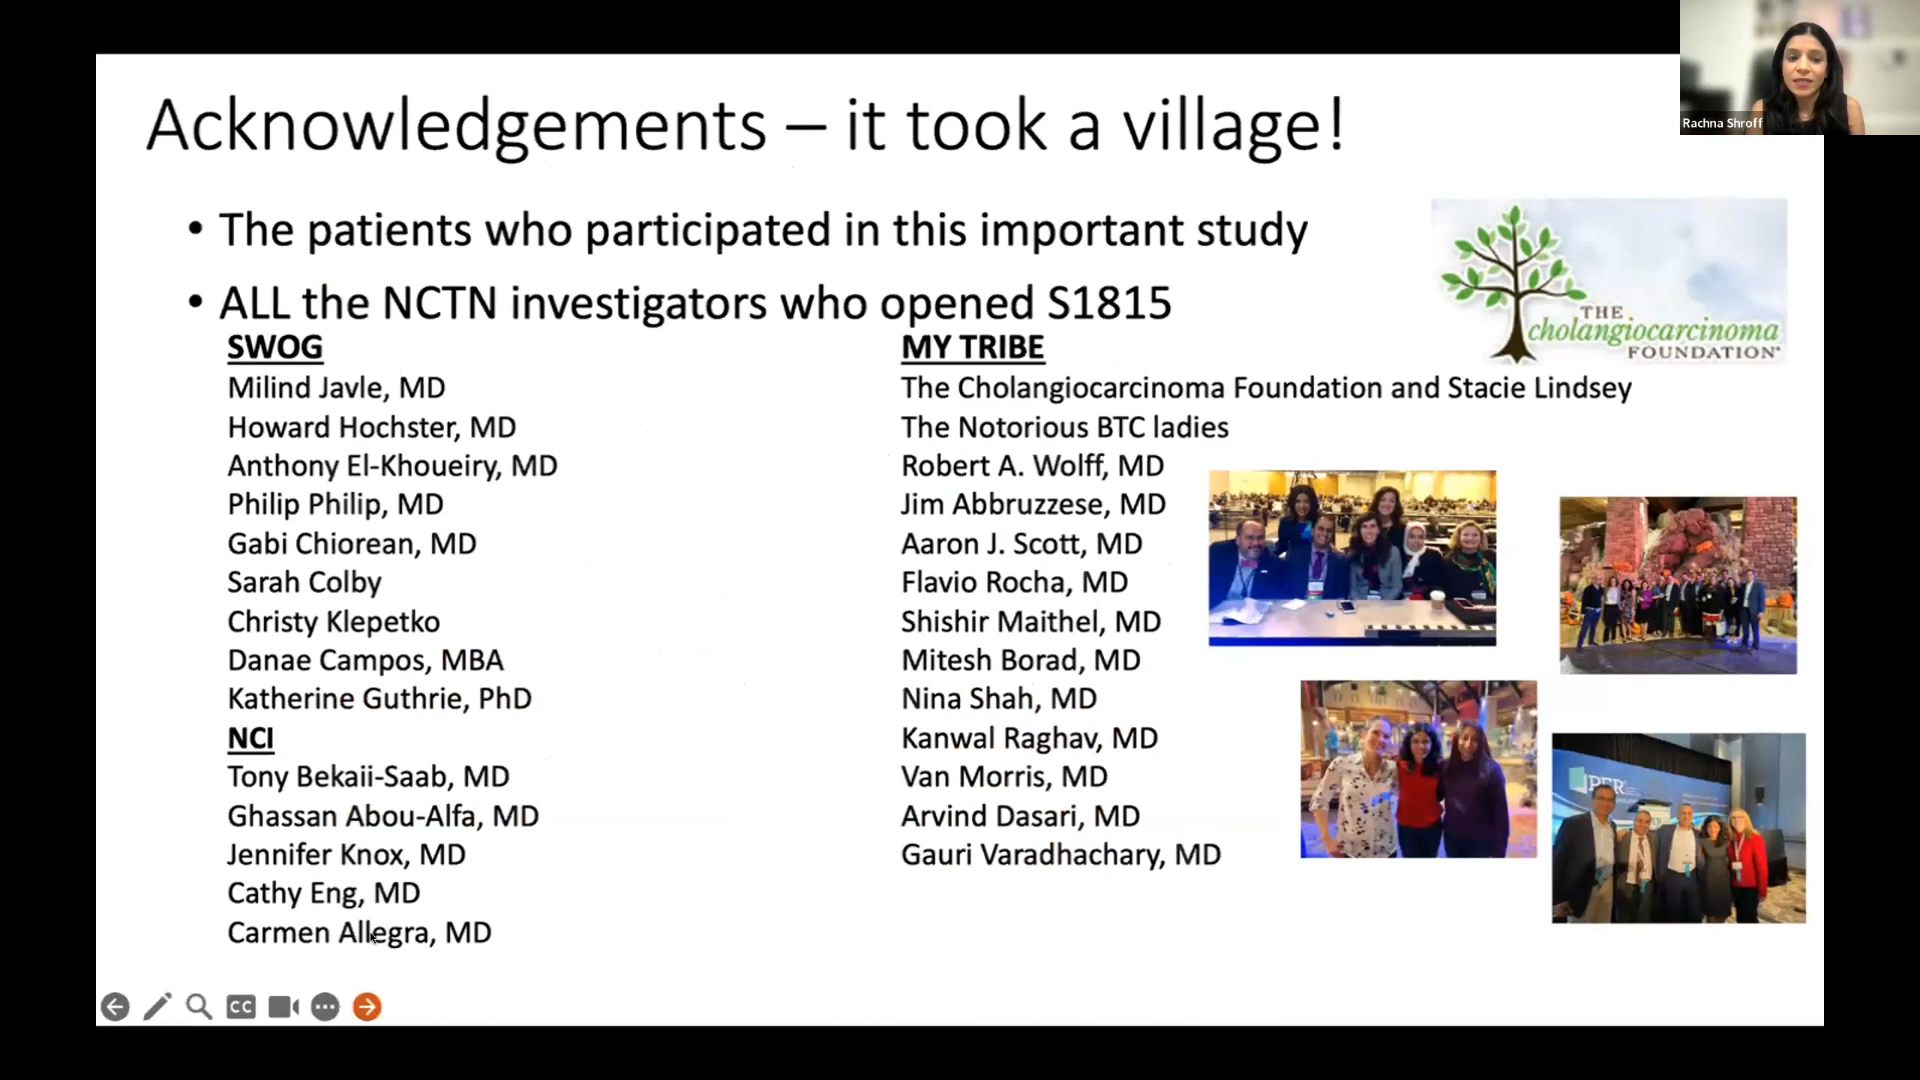 Acknowledgements – it took a village!
Rachna Shroff
• The patients who participated in this important study
• ALL the NCTN investigators who opened S1815
THE
cholangiocarcinoma
FOUNDATION®
SWOG
Milind Javle, MD
Howard Hochster, MD
Anthony El-Khoueiry, MD
Philip Philip, MD
Gabi Chiorean, MD
Sarah Colby
Christy Klepetko
Danae Campos, MBA
Katherine Guthrie, PhD
NCI
Tony Bekaii-Saab, MD
Ghassan Abou-Alfa, MD
Jennifer Knox, MD
Cathy Eng, MD
Carmen Allegra, MD
MY TRIBE
The Cholangiocarcinoma Foundation and Stacie Lindsey
The Notorious BTC ladies
Robert A. Wolff, MD
Jim Abbruzzese, MD
Aaron J. Scott, MD
Flavio Rocha, MD
Shishir Maithel, MD
Mitesh Borad, MD
Nina Shah, MD
Kanwal Raghav, MD
Van Morris, MD
Arvind Dasari, MD
Gauri Varadhachary, MD
PER
CC